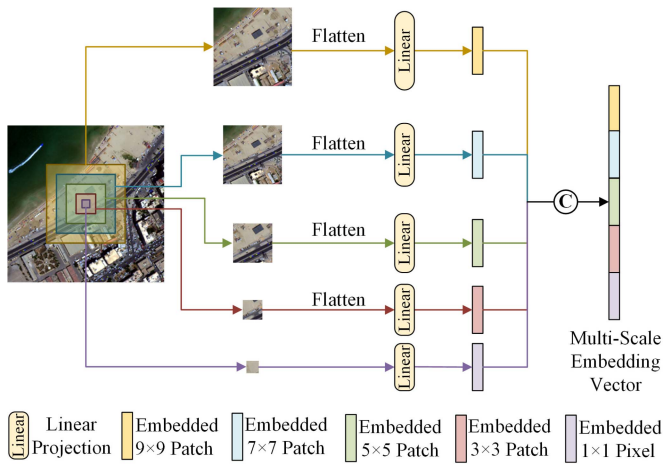 Flatten
Linear
Flatten
Linear
Flatten
Linear
Flatten
Linear
Linear
C
Multi-Scale
Embedding
Vector
Linear
Linear
Projection
Embedded
9×9 Patch
Embedded
7×7 Patch
Embedded
5×5 Patch
Embedded
3×3 Patch
Embedded
1×1 Pixel